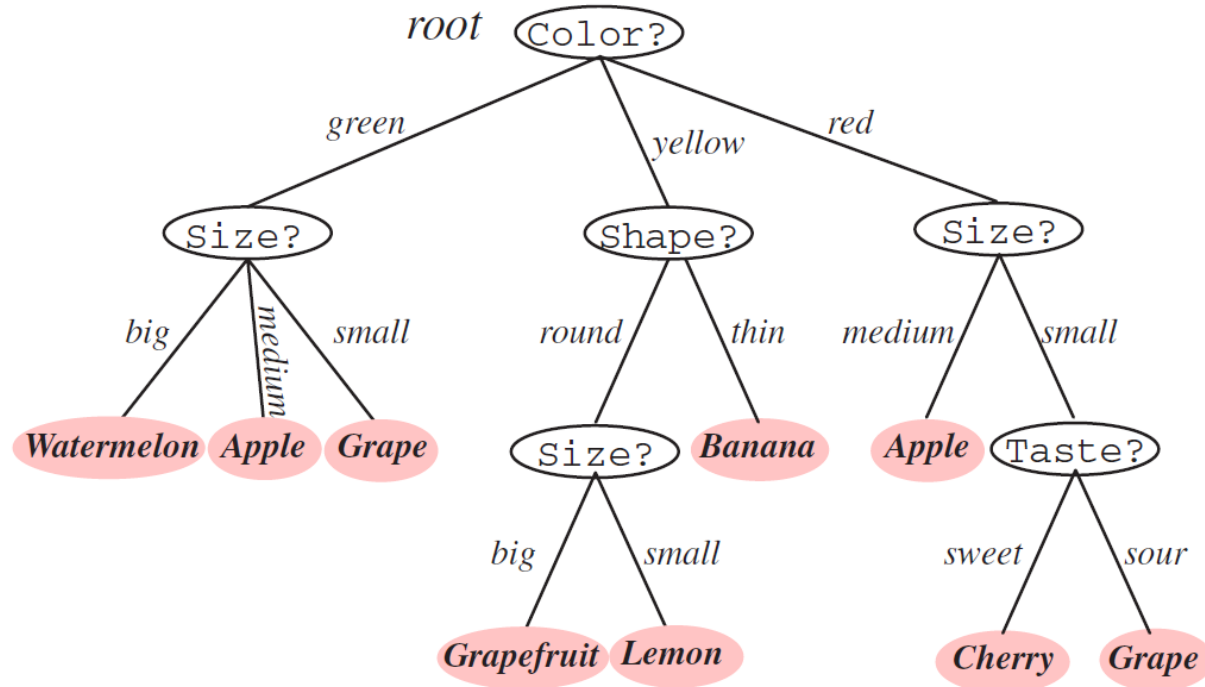 root Color?
green yellow red
Size? Shape? Size?
big medium small round thin medium small
Watermelon Apple Grape Size? Banana Apple Taste?
big small sweet sour
Grapefruit Lemon Cherry Grape